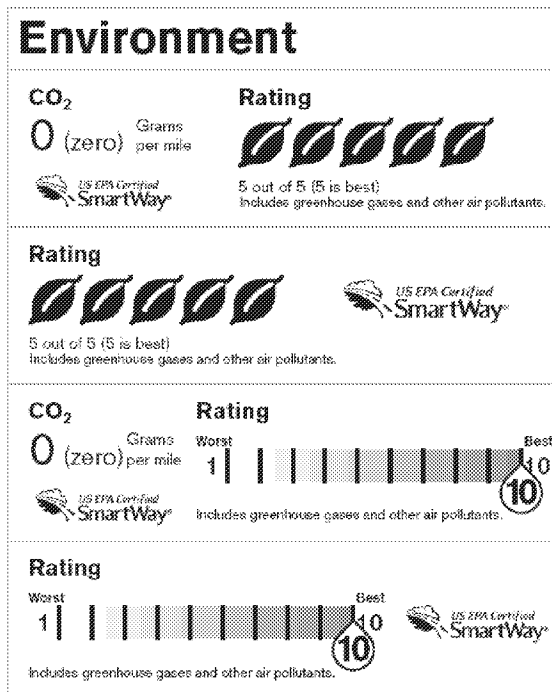 Environment
CO₂
0 (zero) Grams per mile
US EPA Certified
SmartWay®
Rating
5 out of 5 (5 is best)
Includes greenhouse gases and other air pollutants.
Rating
5 out of 5 (5 is best)
Includes greenhouse gases and other air pollutants.
US EPA Certified
SmartWay®
CO₂
0 (zero) Grams per mile
US EPA Certified
SmartWay®
Rating
Worst Best
1 10
10
Includes greenhouse gases and other air pollutants.
Rating
Worst Best
1 10
10
Includes greenhouse gases and other air pollutants.
US EPA Certified
SmartWay®